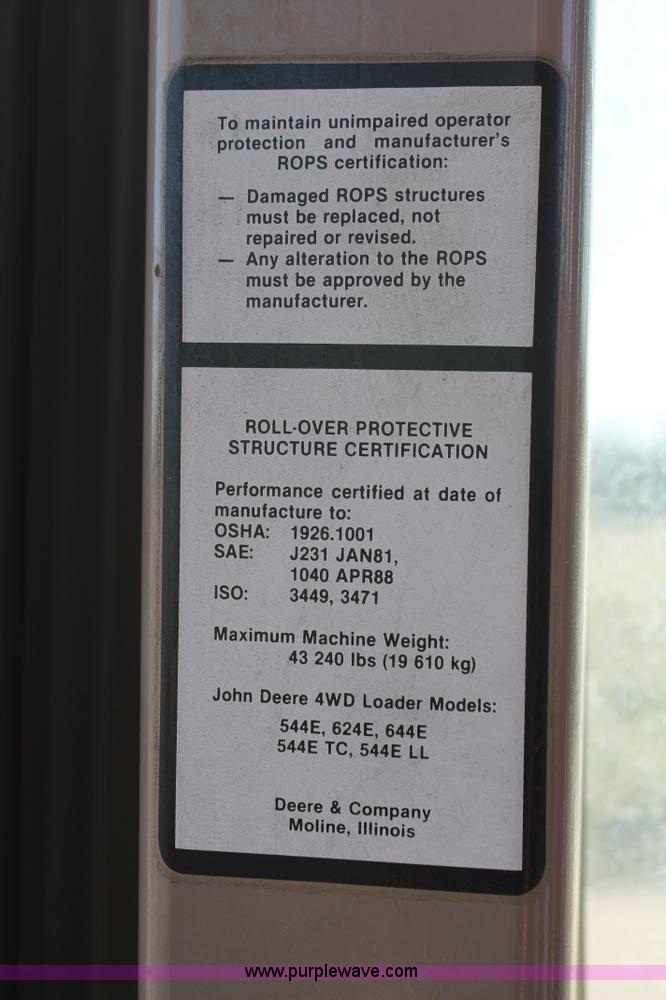 To maintain unimpaired operator
protection and manufacturer's
ROPS certification:
— Damaged ROPS structures
must be replaced, not
repaired or revised.
— Any alteration to the ROPS
must be approved by the
manufacturer.
ROLL-OVER PROTECTIVE
STRUCTURE CERTIFICATION
Performance certified at date of
manufacture to:
OSHA: 1926.1001
SAE: J231 JAN81,
1040 APR88
ISO: 3449, 3471
Maximum Machine Weight:
43 240 lbs (19 610 kg)
John Deere 4WD Loader Models:
544E, 624E, 644E
544E TC, 544E LL
Deere & Company
Moline, Illinois
www.purplewave.com